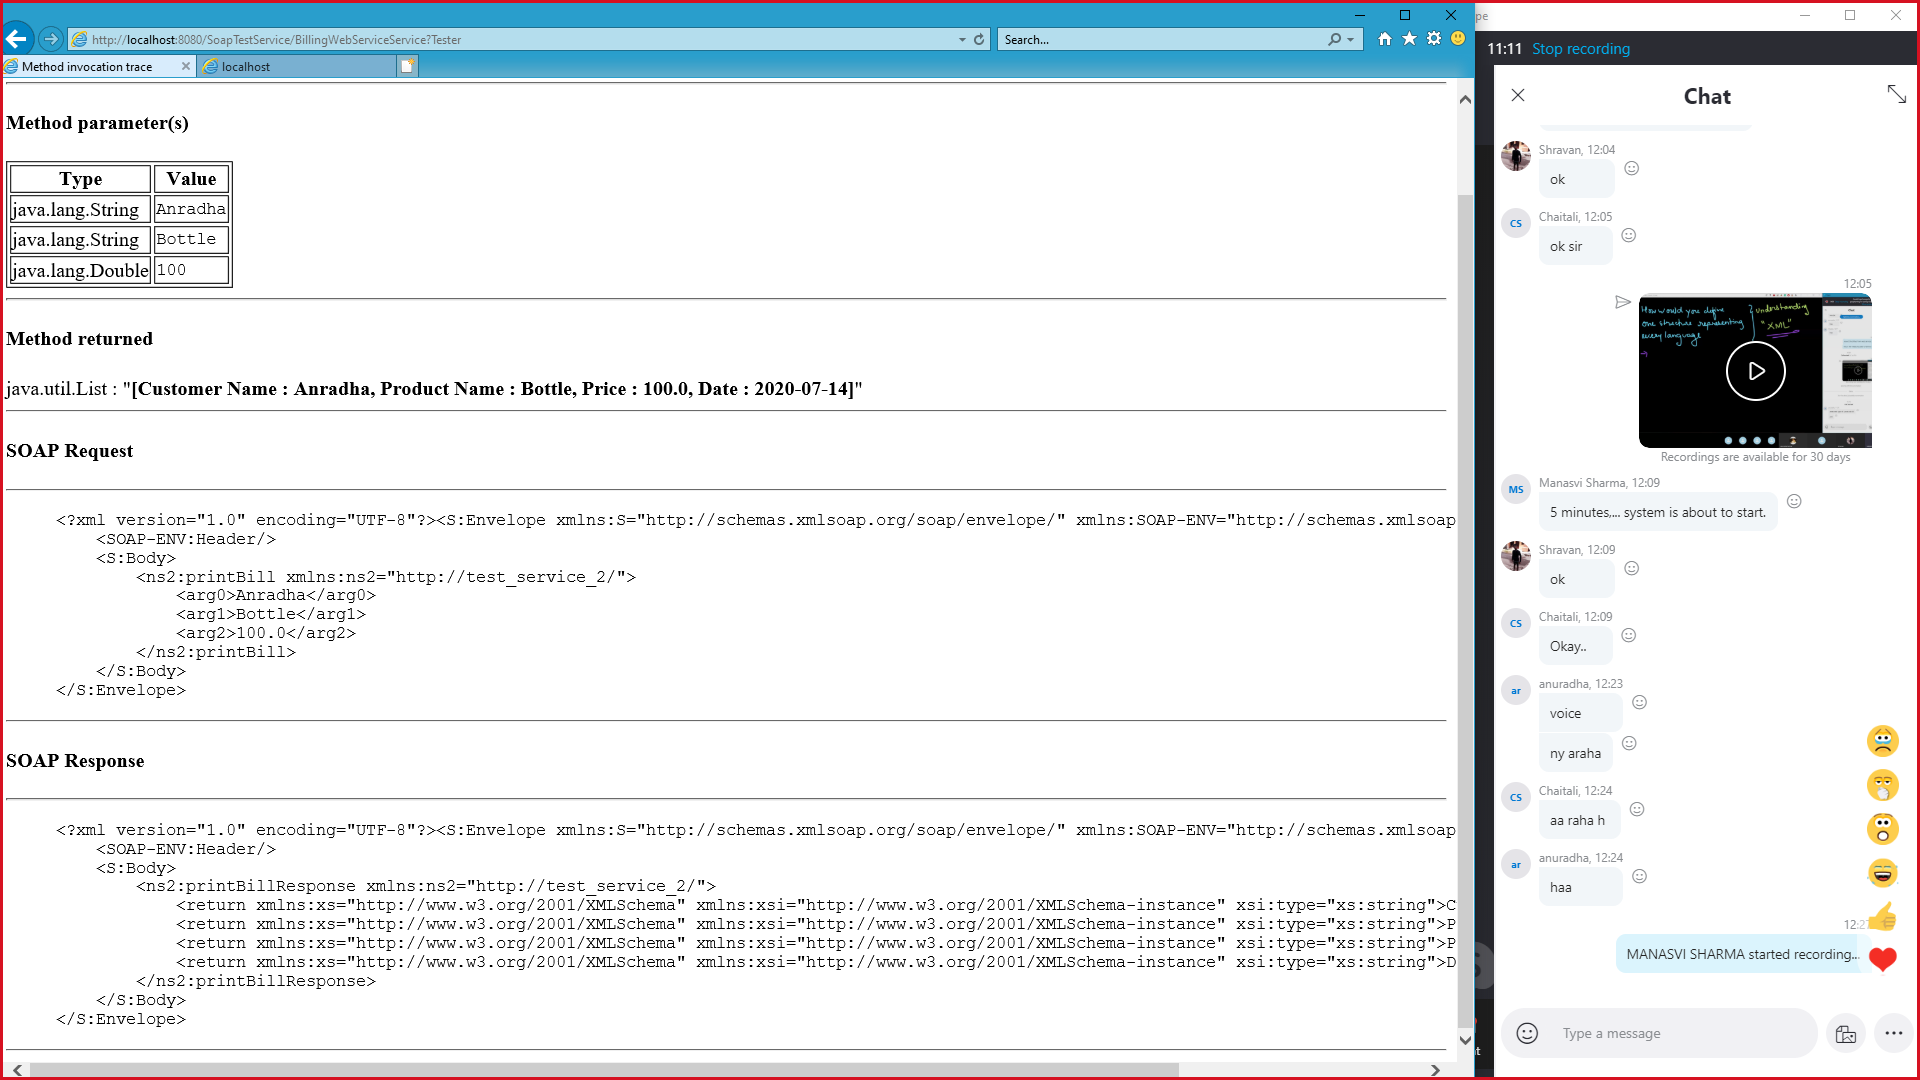 http://localhost:8080/SoapTestService/BillingWebServiceService?Tester
Search...
Method invocation trace
localhost
Method parameter(s)
Type Value
java.lang.String Anradha
java.lang.String Bottle
java.lang.Double 100
Method returned
java.util.List : "[Customer Name : Anradha, Product Name : Bottle, Price : 100.0, Date : 2020-07-14]"
SOAP Request
<?xml version="1.0" encoding="UTF-8"?><S:Envelope xmlns:S="http://schemas.xmlsoap.org/soap/envelope/" xmlns:SOAP-ENV="http://schemas.xmlsoap
<SOAP-ENV:Header/>
<S:Body>
<ns2:printBill xmlns:ns2="http://test_service_2/">
<arg0>Anradha</arg0>
<arg1>Bottle</arg1>
<arg2>100.0</arg2>
</ns2:printBill>
</S:Body>
</S:Envelope>
SOAP Response
<?xml version="1.0" encoding="UTF-8"?><S:Envelope xmlns:S="http://schemas.xmlsoap.org/soap/envelope/" xmlns:SOAP-ENV="http://schemas.xmlsoap
<SOAP-ENV:Header/>
<S:Body>
<ns2:printBillResponse xmlns:ns2="http://test_service_2/">
<return xmlns:xs="http://www.w3.org/2001/XMLSchema" xmlns:xsi="http://www.w3.org/2001/XMLSchema-instance" xsi:type="xs:string">C
<return xmlns:xs="http://www.w3.org/2001/XMLSchema" xmlns:xsi="http://www.w3.org/2001/XMLSchema-instance" xsi:type="xs:string">P
<return xmlns:xs="http://www.w3.org/2001/XMLSchema" xmlns:xsi="http://www.w3.org/2001/XMLSchema-instance" xsi:type="xs:string">P
<return xmlns:xs="http://www.w3.org/2001/XMLSchema" xmlns:xsi="http://www.w3.org/2001/XMLSchema-instance" xsi:type="xs:string">D
</ns2:printBillResponse>
</S:Body>
</S:Envelope>
pe
11:11 Stop recording
Chat
Shravan, 12:04
ok
CS Chaitali, 12:05
ok sir
12:05
How would you define
one structure representing
every language
understanding
"XML"
Recordings are available for 30 days
MS Manasvi Sharma, 12:09
5 minutes,... system is about to start.
Shravan, 12:09
ok
CS Chaitali, 12:09
Okay..
ar anuradha, 12:23
voice
ny araha
CS Chaitali, 12:24
aa raha h
ar anuradha, 12:24
haa
MANASVI SHARMA started recording...
Type a message